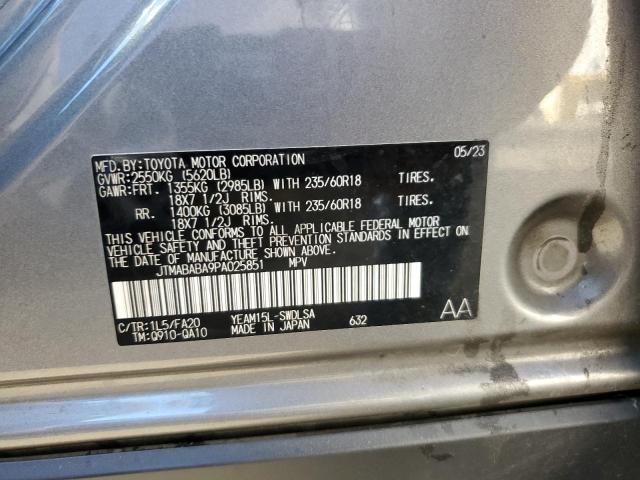 MFD. BY: TOYOTA MOTOR CORPORATION 05/23
GVWR: 2550KG (5620LB)
GAWR: FRT. 1355KG (2985LB) WITH 235/60R18 TIRES.
18X7 1/2J RIMS.
RR. 1400KG (3085LB) WITH 235/60R18 TIRES.
18X7 1/2J RIMS.
THIS VEHICLE CONFORMS TO ALL APPLICABLE FEDERAL MOTOR
VEHICLE SAFETY AND THEFT PREVENTION STANDARDS IN EFFECT ON
THE DATE OF MANUFACTURE SHOWN ABOVE.
JTMABABA9PA025851 MPV
C/TR: 1L5/FA20 YEAM15L-SWDLSA AA
TM: Q910-QA10 MADE IN JAPAN 632